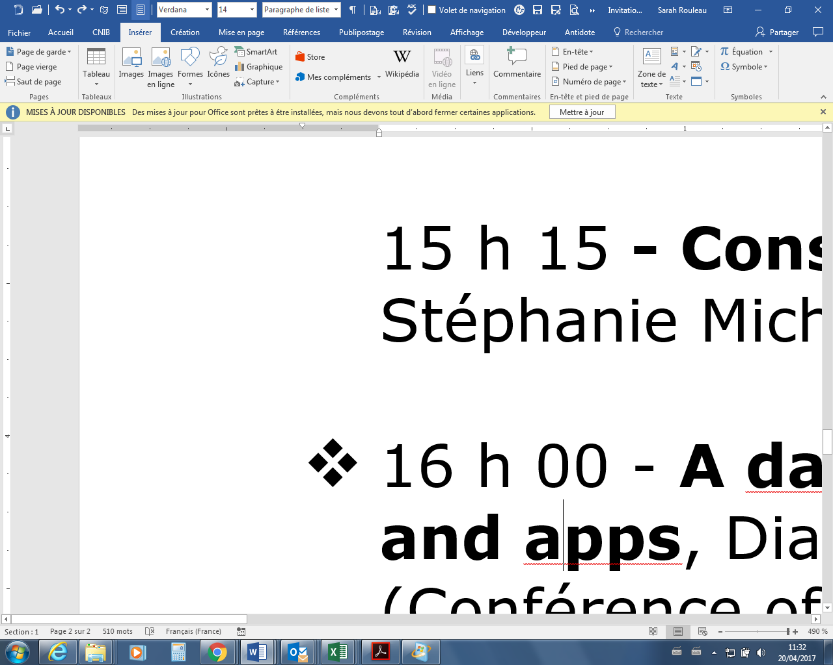 Verdana 14 Paragraphe de liste Volet de navigation Invitatio... Sarah Rouleau
Fichier Accueil CNIB Insérer Création Mise en page Références Publipostage Révision Affichage Développeur Antidote Rechercher Partager
Page de garde
Page vierge
Saut de page
Pages
Tableau
Tableaux
Images
Images en ligne
Formes
Icônes
SmartArt
Graphique
Capture
Illustrations
Store
Mes compléments
W
Wikipédia
Compléments
Vidéo en ligne
Média
Liens
Commentaire
Commentaires
En-tête
Pied de page
Numéro de page
En-tête et pied de page
Zone de texte
Texte
Équation
Symbole
Symboles
MISES À JOUR DISPONIBLES Des mises à jour pour Office sont prêtes à être installées, mais nous devons tout d'abord fermer certaines applications. Mettre à jour
15 h 15 - Cons
Stéphanie Mich
16 h 00 - A da
and apps, Dia
(Conférence of
Section : 1 Page 2 sur 2 510 mots Français (France) 490 %
11:32
20/04/2017